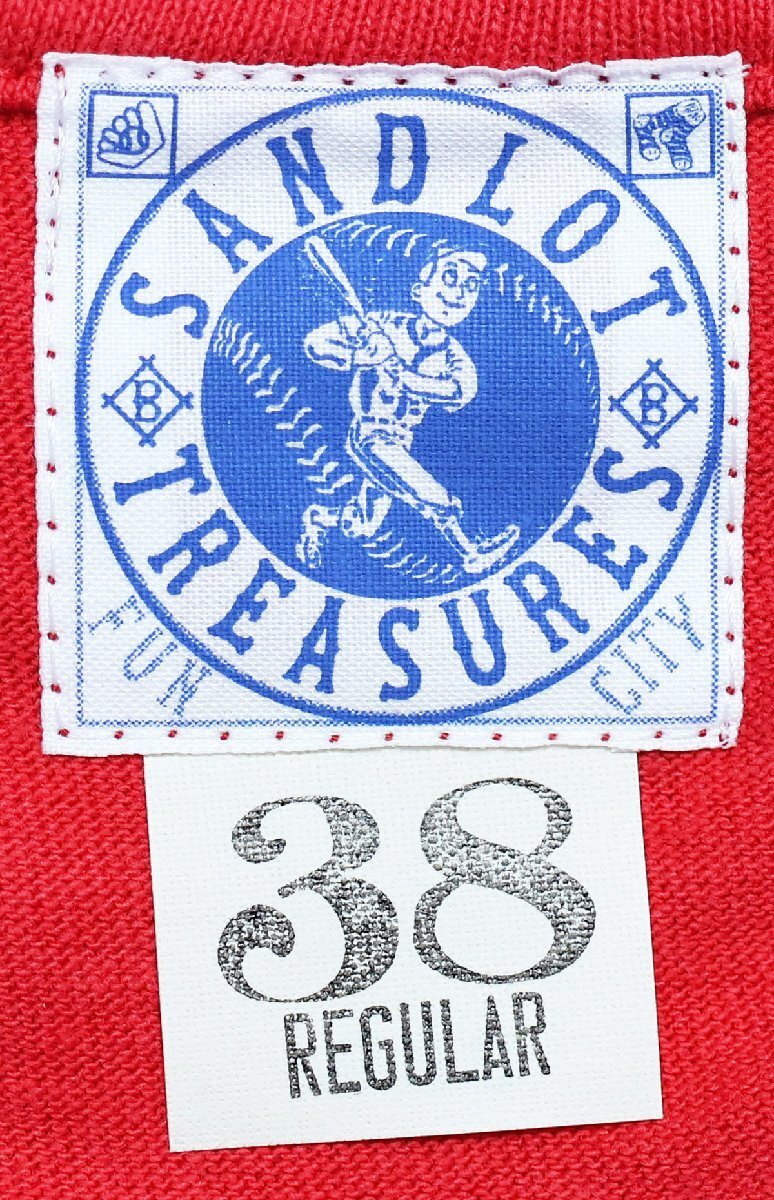 SANDLOT
B B
TREASURES
FUN CITY
38
REGULAR